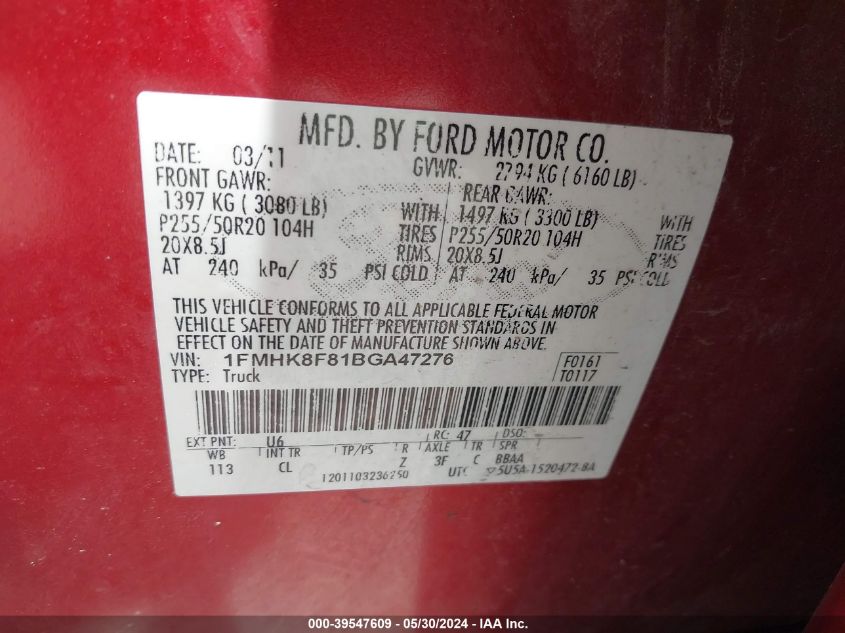 MFD. BY FORD MOTOR CO.
DATE: 03/11 GVWR: 2794 KG ( 6160 LB)
FRONT GAWR: REAR GAWR:
1397 KG ( 3080 LB) WITH 1497 KG ( 3300 LB) WITH
P255/50R20 104H TIRES P255/50R20 104H TIRES
20X8.5J RIMS 20X8.5J RIMS
AT 240 kPa/ 35 PSI COLD AT 240 kPa/ 35 PSI COLD
THIS VEHICLE CONFORMS TO ALL APPLICABLE FEDERAL MOTOR
VEHICLE SAFETY AND THEFT PREVENTION STANDARDS IN
EFFECT ON THE DATE OF MANUFACTURE SHOWN ABOVE.
VIN: 1FMHK8F81BGA47276 F0161
TYPE: Truck T0117
EXT PNT: U6 RC: 47 DSO:
WB INT TR TP/PS R AXLE TR SPR
113 CL Z 3F C BBAA
1201103236250 UTC 5U5A-1520472-BA
000-39547609 - 05/30/2024 - IMPACT AUTO AUCTIONS, INC.